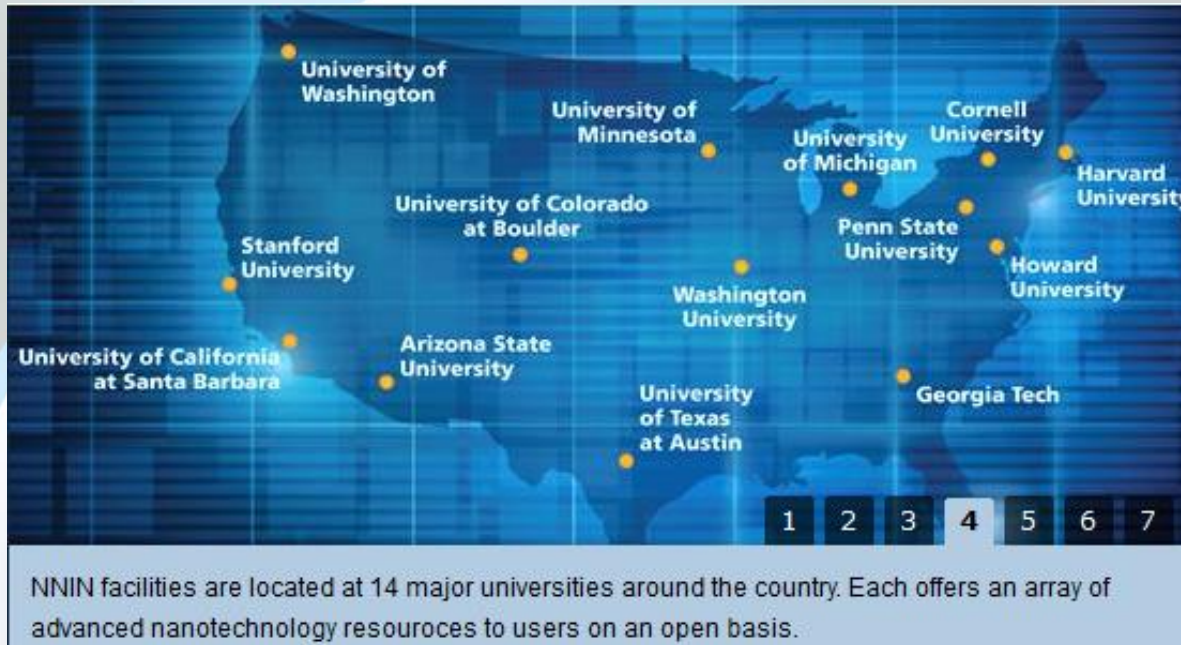 University of
Washington
University of
Minnesota
University
of Michigan
Cornell
University
Harvard
University
University of Colorado
at Boulder
Penn State
University
Stanford
University
Howard
University
Washington
University
University of California
at Santa Barbara
Arizona State
University
University
of Texas
at Austin
Georgia Tech
1 2 3 4 5 6 7
NNIN facilities are located at 14 major universities around the country. Each offers an array of
advanced nanotechnology resouroces to users on an open basis.